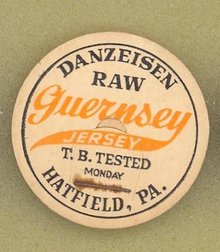 DANZEISEN
RAW
Guernsey
JERSEY
T. B. TESTED
MONDAY
HATFIELD, PA.